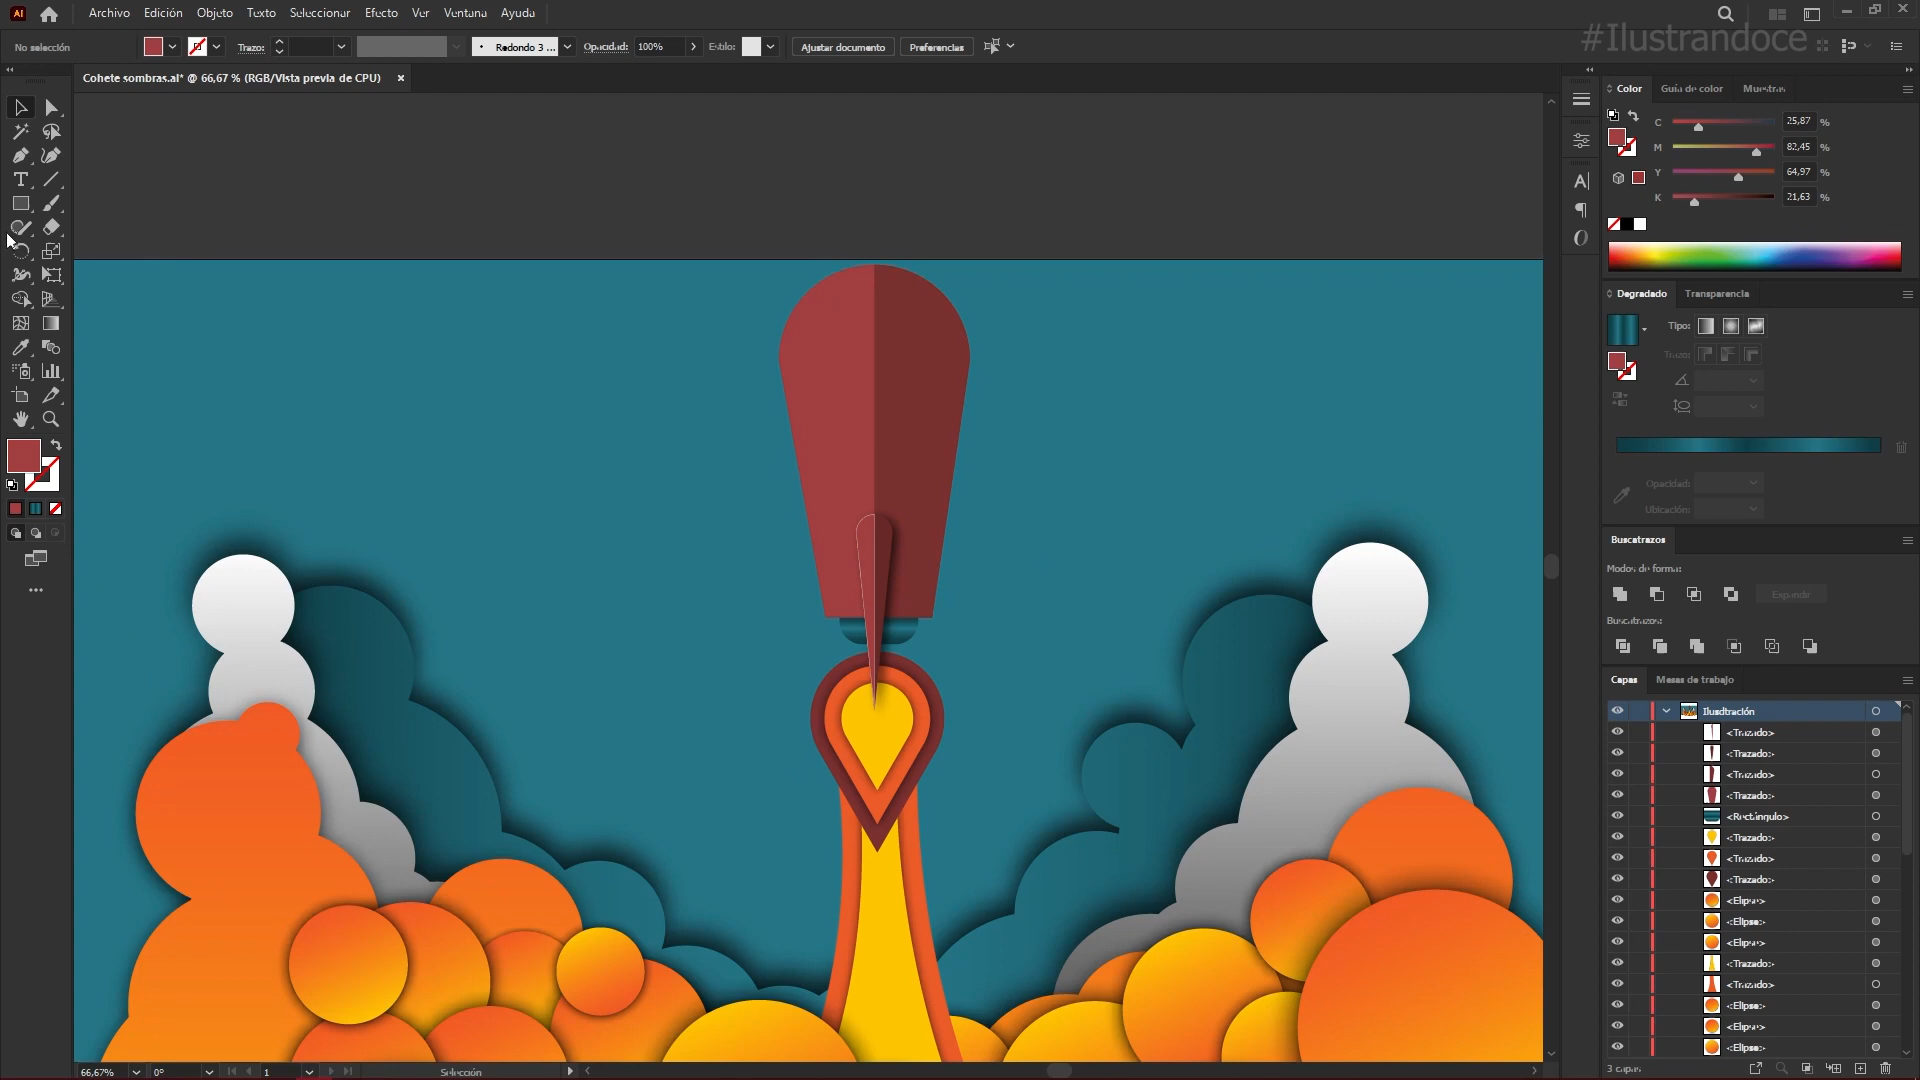 Ai Archivo Edición Objeto Texto Seleccionar Efecto Ver Ventana Ayuda
#Ilustrandoce
No selección Trazo: Redondo 3 ... Opacidad: 100% Estilo: Ajustar documento Preferencias
Cohete sombras.ai* @ 66,67 % (RGB/Vista previa de CPU) ×
Color Guía de color Muestras
C 25,87 %
M 82,45 %
Y 64,97 %
K 21,63 %
Degradado Transparencia
Tipo:
Trazo:
Opacidad:
Ubicación:
Buscatrazos
Modos de forma:
Expandir
Buscatrazos:
Capas Mesas de trabajo
Ilusdtración
<Trazado>
<Trazado>
<Trazado>
<Trazado>
<Rectángulo>
<Trazado>
<Trazado>
<Trazado>
<Elipse>
<Elipse>
<Elipse>
<Trazado>
<Trazado>
<Elipse>
<Elipse>
<Elipse>
3 capas
66,67% 0° 1 Selección